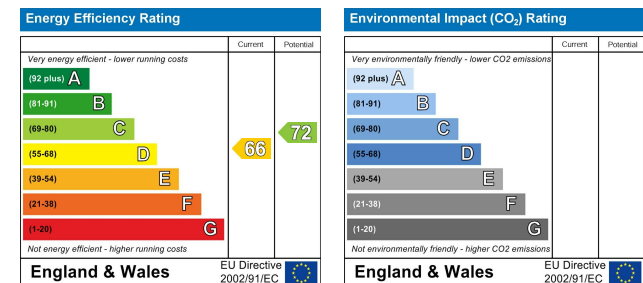 Energy Efficiency Rating
Current Potential
Very energy efficient - lower running costs
(92 plus) A
(81-91) B
(69-80) C
(55-68) D
(39-54) E
(21-38) F
(1-20) G
66
72
Not energy efficient - higher running costs
England & Wales
EU Directive
2002/91/EC
Environmental Impact (CO₂) Rating
Current Potential
Very environmentally friendly - lower CO2 emissions
(92 plus) A
(81-91) B
(69-80) C
(55-68) D
(39-54) E
(21-38) F
(1-20) G
Not environmentally friendly - higher CO2 emissions
England & Wales
EU Directive
2002/91/EC